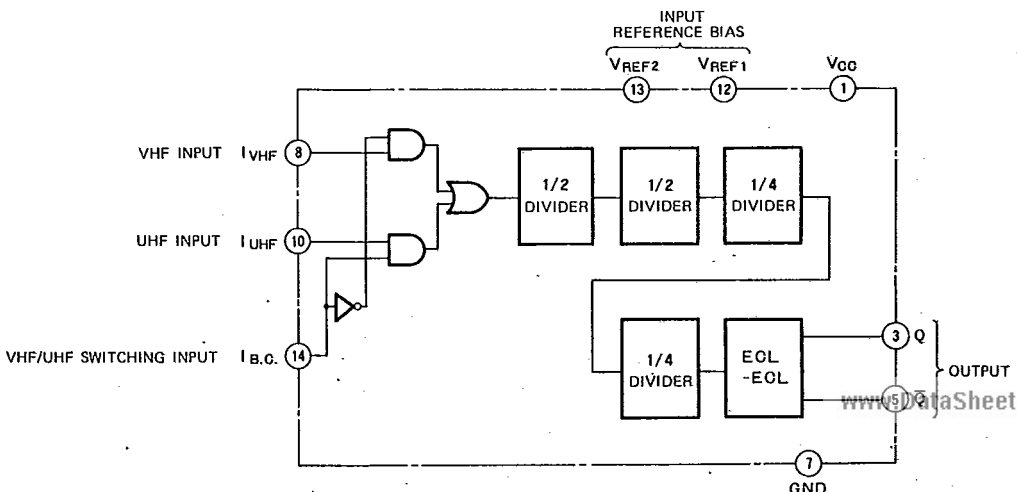 INPUT
REFERENCE BIAS
VREF2 VREF1 VCC
13 12 1
VHF INPUT IVHF 8
1/2
DIVIDER
1/2
DIVIDER
1/4
DIVIDER
UHF INPUT IUHF 10
VHF/UHF SWITCHING INPUT IB.C. 14
1/4
DIVIDER
ECL
-ECL
3 Q
OUTPUT
5 Q̅
www.DataSheet
7
GND